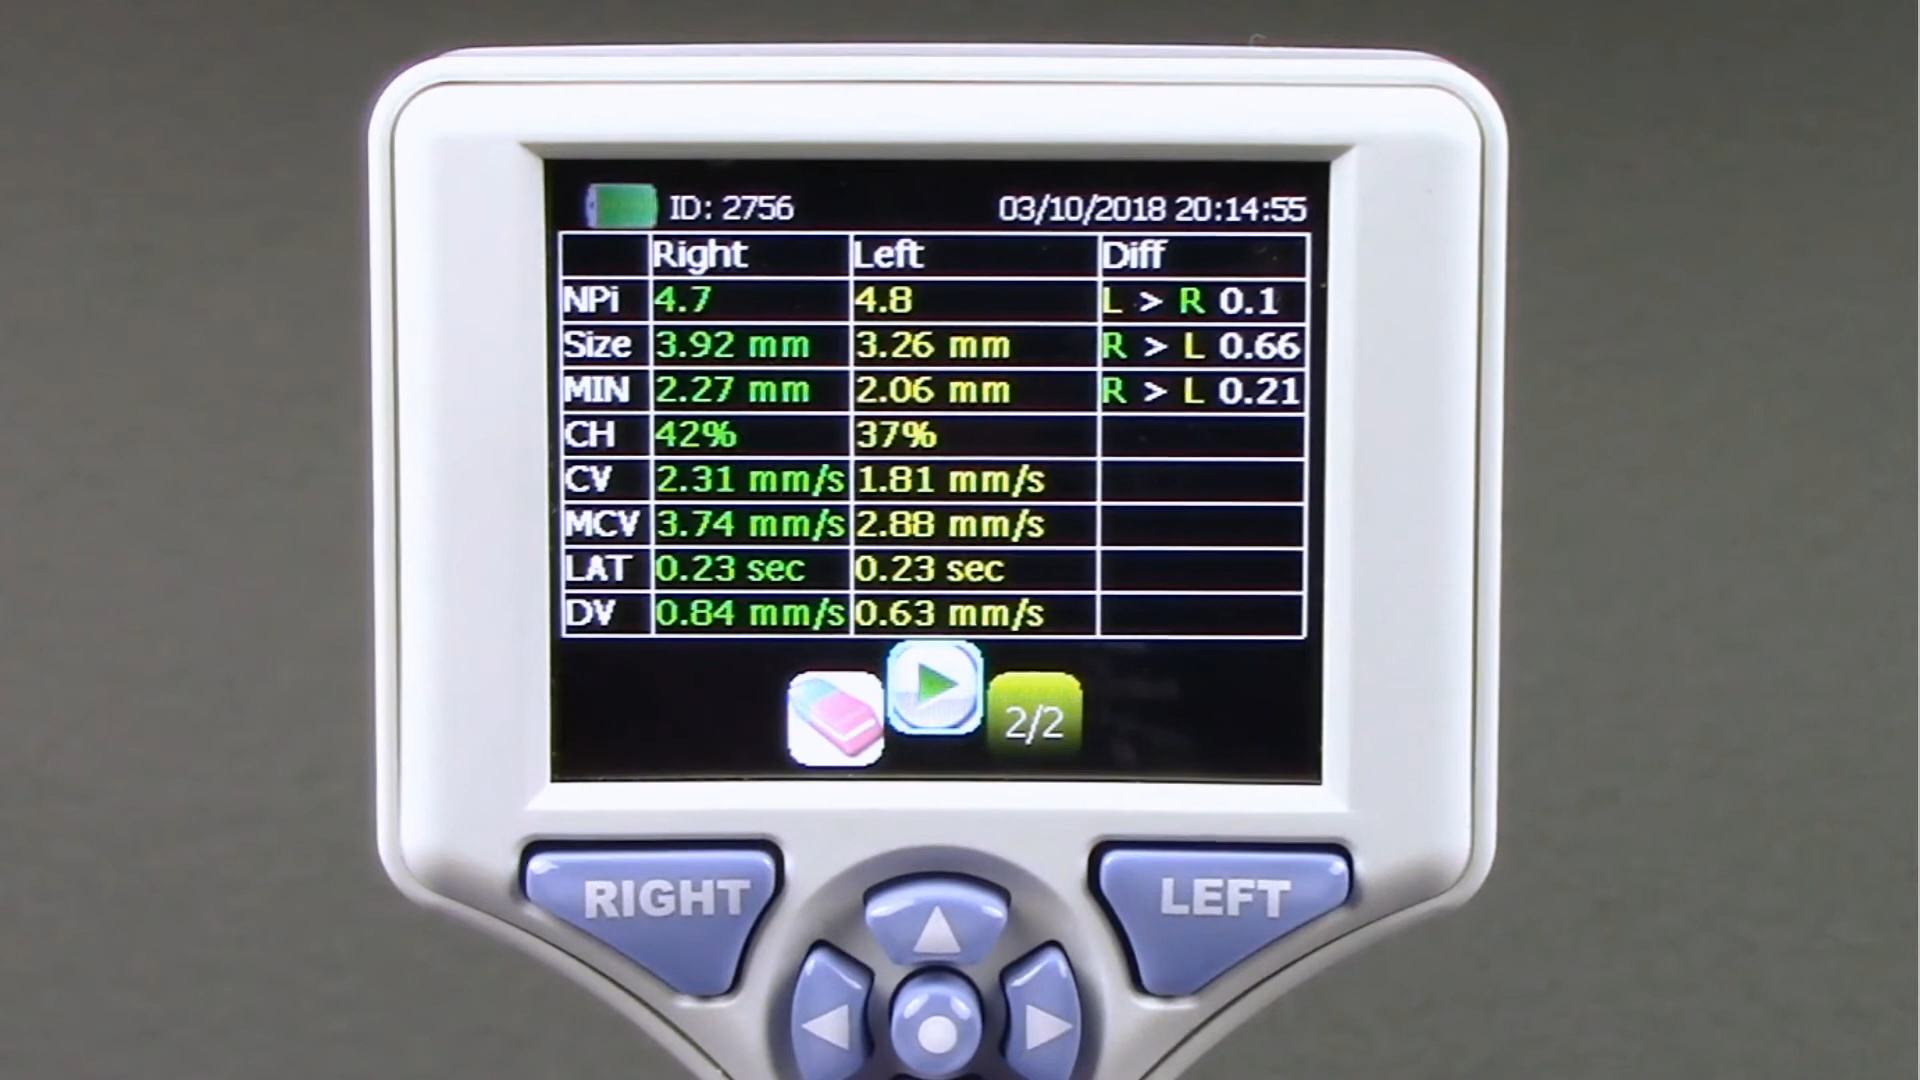 ID: 2756 03/10/2018 20:14:55
Right Left Diff
NPi 4.7 4.8 L > R 0.1
Size 3.92 mm 3.26 mm R > L 0.66
MIN 2.27 mm 2.06 mm R > L 0.21
CH 42% 37%
CV 2.31 mm/s 1.81 mm/s
MCV 3.74 mm/s 2.88 mm/s
LAT 0.23 sec 0.23 sec
DV 0.84 mm/s 0.63 mm/s
2/2
RIGHT LEFT